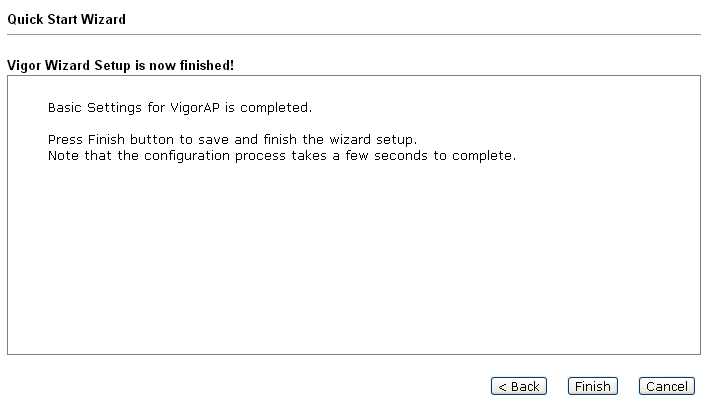 Quick Start Wizard
Vigor Wizard Setup is now finished!
Basic Settings for VigorAP is completed.
Press Finish button to save and finish the wizard setup.
Note that the configuration process takes a few seconds to complete.
< Back Finish Cancel